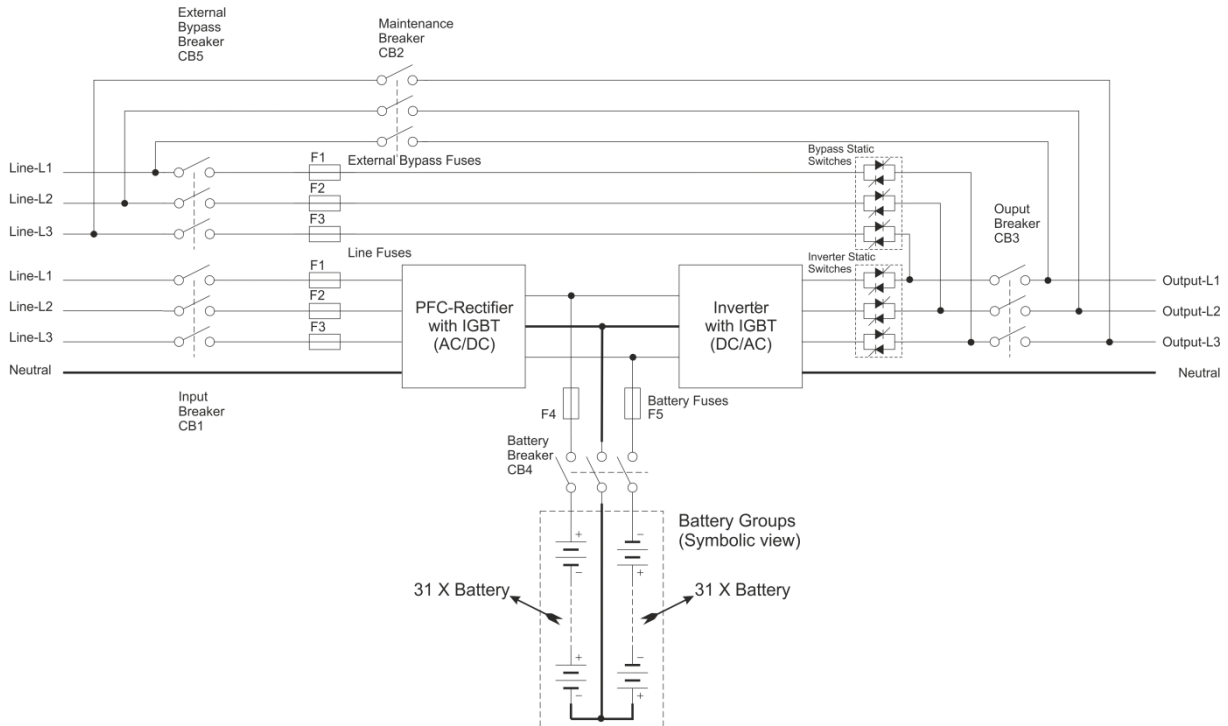 External
Bypass
Breaker
CB5
Maintenance
Breaker
CB2
Line-L1
F1
External Bypass Fuses
Bypass Static
Switches
Line-L2
F2
Line-L3
F3
Ouput
Breaker
CB3
Line Fuses
Inverter Static
Switches
Line-L1
F1
Output-L1
Line-L2
F2
PFC-Rectifier
with IGBT
(AC/DC)
Inverter
with IGBT
(DC/AC)
Output-L2
Line-L3
F3
Output-L3
Neutral
Neutral
Input
Breaker
CB1
F4
Battery Fuses
F5
Battery
Breaker
CB4
Battery Groups
(Symbolic view)
+
-
-
+
31 X Battery
31 X Battery
+
-
-
+